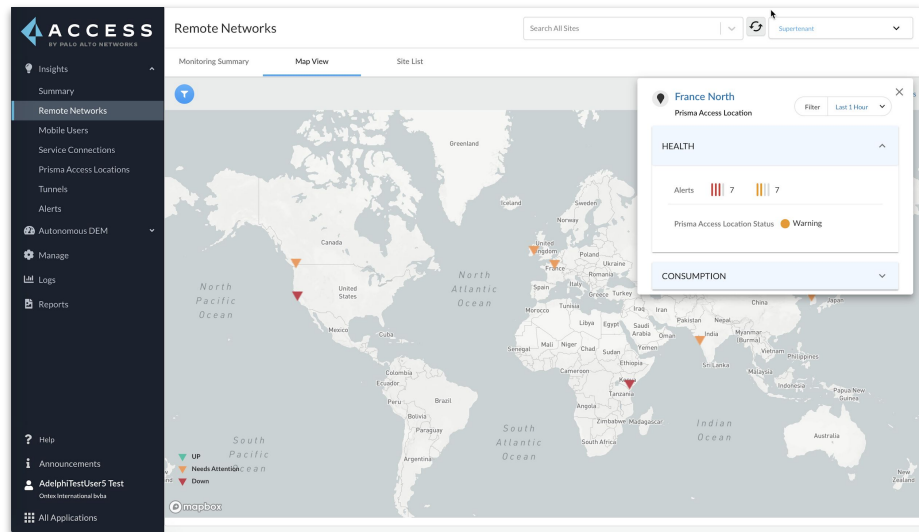 ACCESS
BY PALO ALTO NETWORKS
Insights
Summary
Remote Networks
Mobile Users
Service Connections
Prisma Access Locations
Tunnels
Alerts
Autonomous DEM
Manage
Logs
Reports
? Help
i Announcements
AdelphiTestUser5 Test
Ontex International bvba
All Applications
Remote Networks
Search All Sites
Supertenant
Monitoring Summary
Map View
Site List
France North
Prisma Access Location
Filter
Last 1 Hour
HEALTH
Alerts 7 7
Prisma Access Location Status Warning
CONSUMPTION
Greenland
Iceland
Sweden
Norway
Canada
United
Poland
Ukraine
France
Romania
North
Pacific
Ocean
United
States
North
Atlantic
Ocean
Spain
Italy
Greece
Turkey
China
Japan
Morocco
Tunisia
Iraq
Iran
Pakistan
Nepal
Mexico
Cuba
Libya
Egypt
Saudi
Arabia
Oman
India
Myanmar
(Burma)
Senegal
Mali
Niger
Chad
Sudan
Yemen
Vietnam
Philippines
Ethiopia
Sri Lanka
Malaysia
Colombia
Cameroon
Ecuador
Tanzania
Indonesia
Papua New
Guinea
Peru
Brazil
Angola
Bolivia
Zimbabwe
Madagascar
Paraguay
South
Pacific
Ocean
South
Atlantic
Ocean
South Africa
Indian
Ocean
Australia
Argentina
New
Zealand
UP
Needs Attention
Down
mapbox